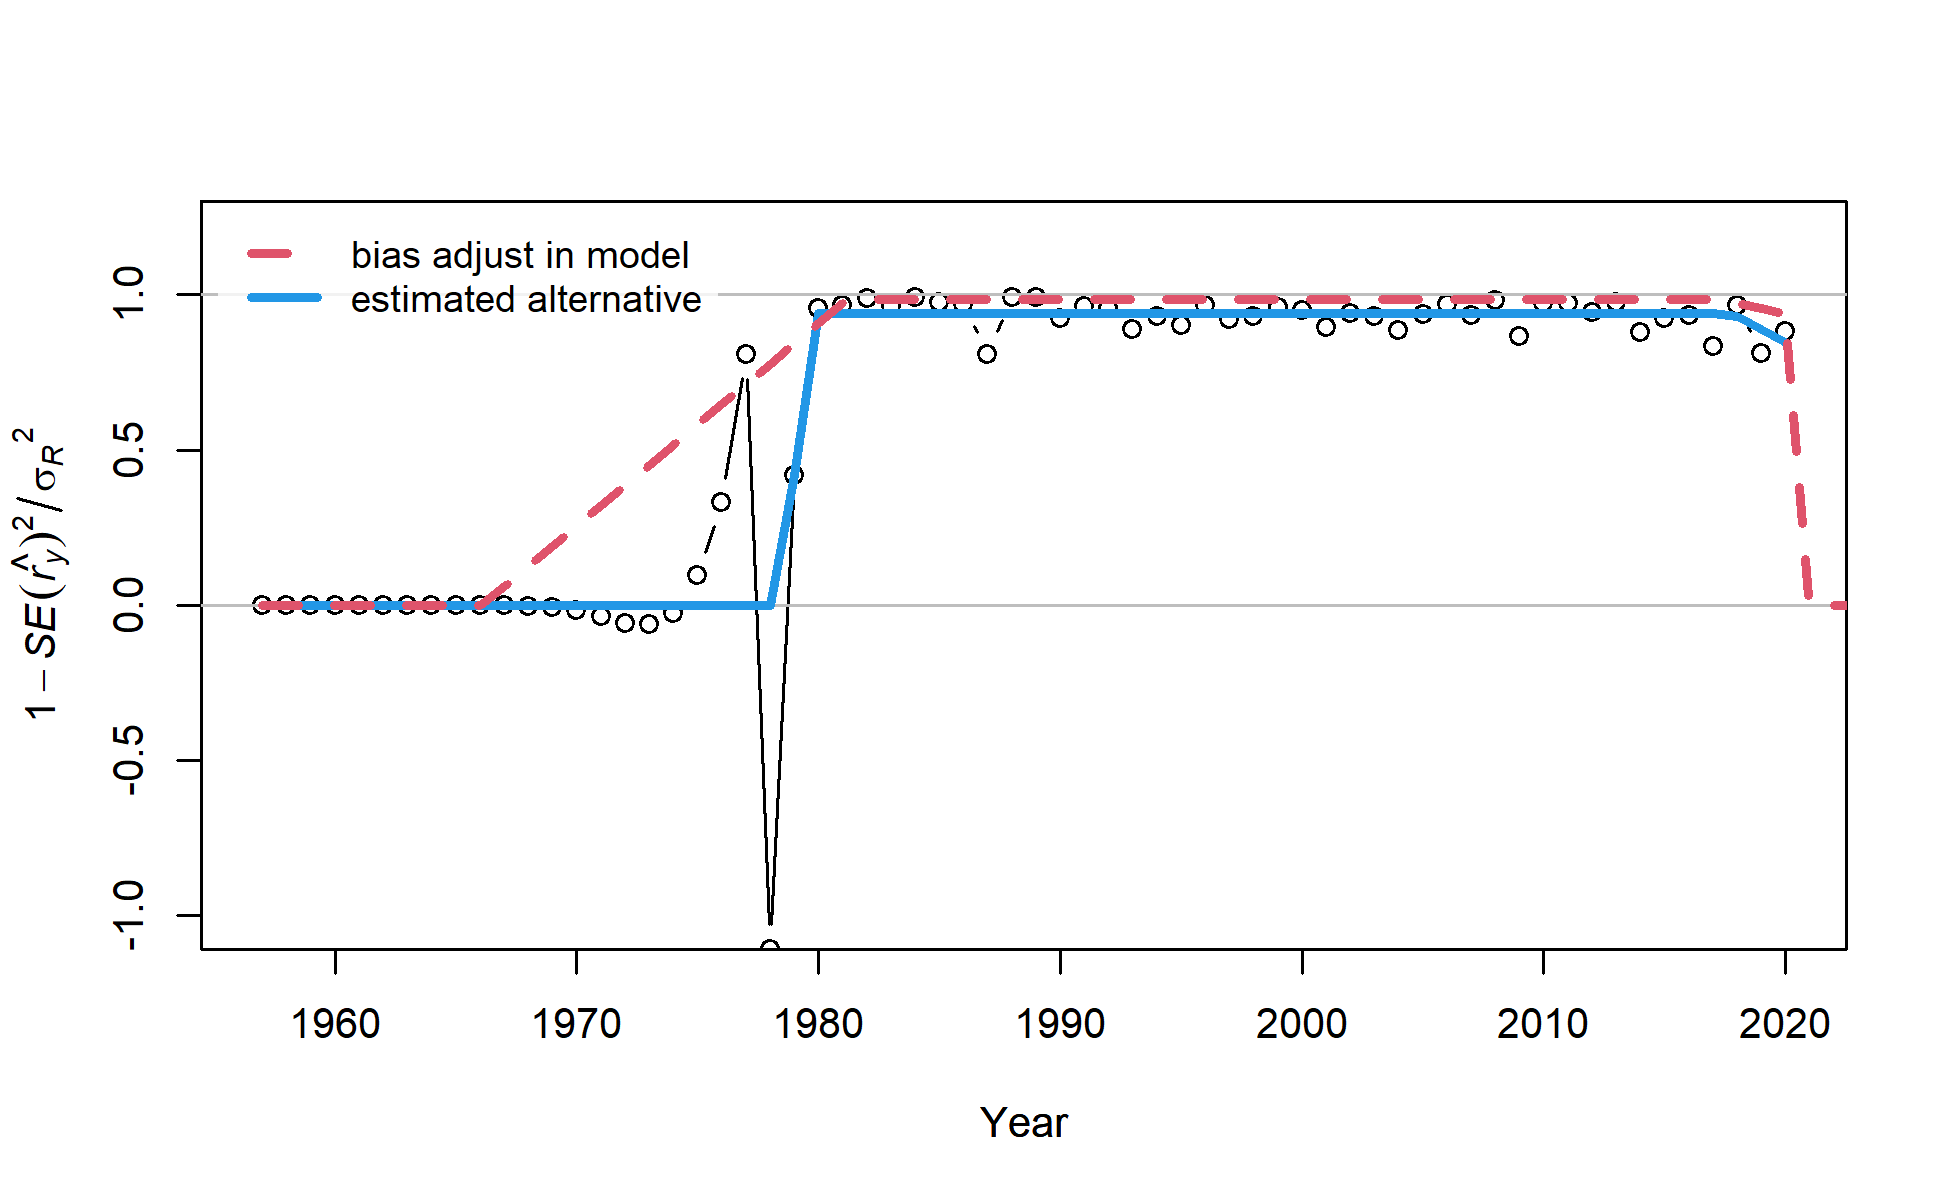 bias adjust in model
estimated alternative
1 − SE(r̂y)² / σR²
1.0
0.5
0.0
-0.5
-1.0
1960 1970 1980 1990 2000 2010 2020
Year